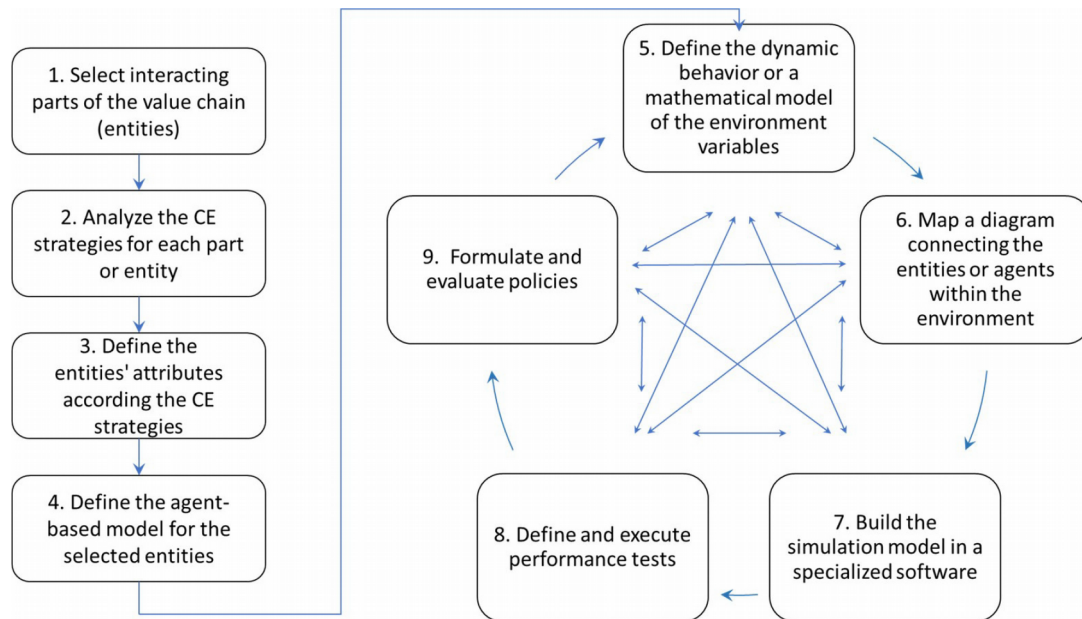 1. Select interacting
parts of the value chain
(entities)
2. Analyze the CE
strategies for each part
or entity
3. Define the
entities' attributes
according the CE
strategies
4. Define the agent-
based model for the
selected entities
5. Define the dynamic
behavior or a
mathematical model
of the environment
variables
6. Map a diagram
connecting the
entities or agents
within the
environment
7. Build the
simulation model in a
specialized software
8. Define and execute
performance tests
9. Formulate and
evaluate policies